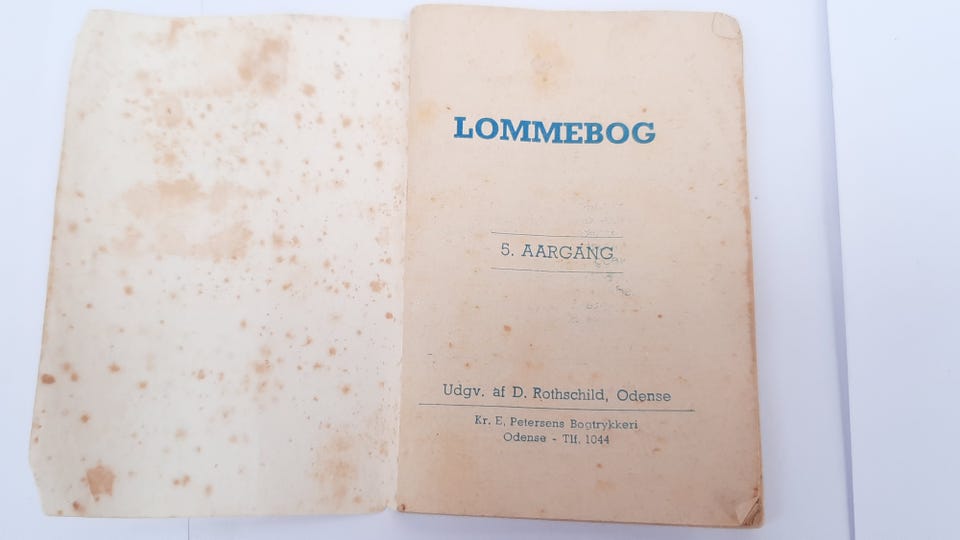 LOMMEBOG
5. AARGANG
Udgv. af D. Rothschild, Odense
Kr. E. Petersens Bogtrykkeri
Odense - Tlf. 1044